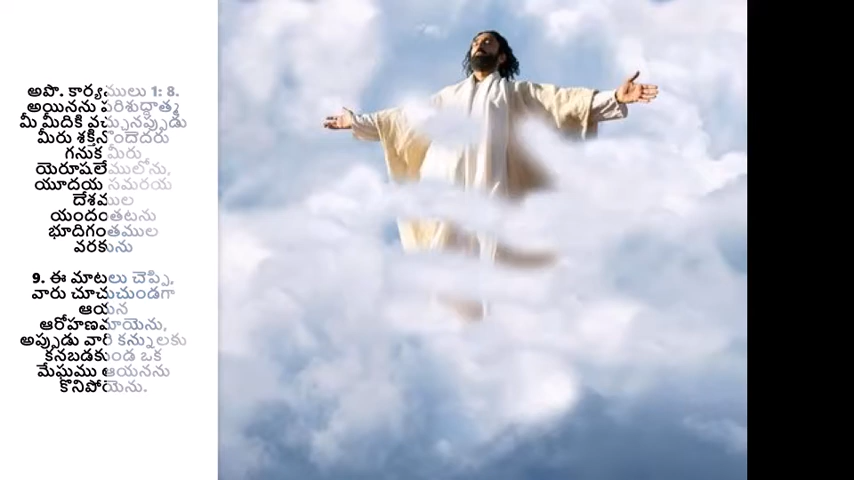 అపొ. కార్యములు 1: 8.
అయినను పరిశుద్ధాత్మ
మీ మీదికి వచ్చునప్పుడు
మీరు శక్తినొందెదరు
గనుక మీరు
యెరూషలేములోను,
యూదయ సమరయ
దేశముల
యందంతటను
భూదిగంతముల
వరకును
9. ఈ మాటలు చెప్పి,
వారు చూచుచుండగా
ఆయన
ఆరోహణమాయెను,
అప్పుడు వారి కన్నులకు
కనబడకుండ ఒక
మేఘము ఆయనను
కొనిపోయెను.